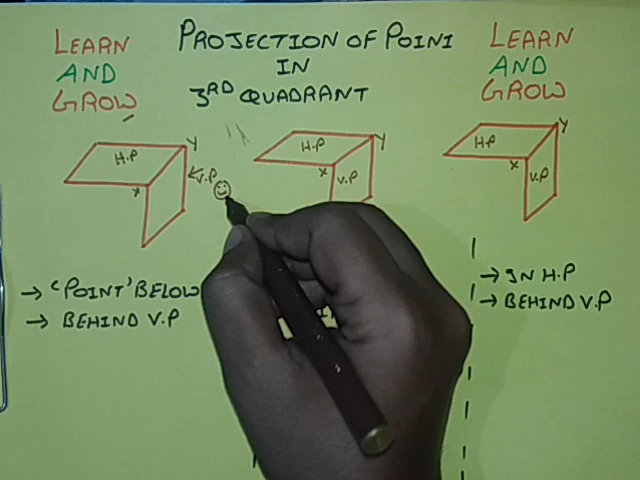 LEARN
AND
GROW
PROJECTION OF POINT
IN
3RD QUADRANT
LEARN
AND
GROW
H.P
Y
X
V.P
H.P
Y
X
V.P
H.P
Y
X
V.P
→ 'POINT' BELOW
→ BEHIND V.P
→ IN H.P
→ BEHIND V.P